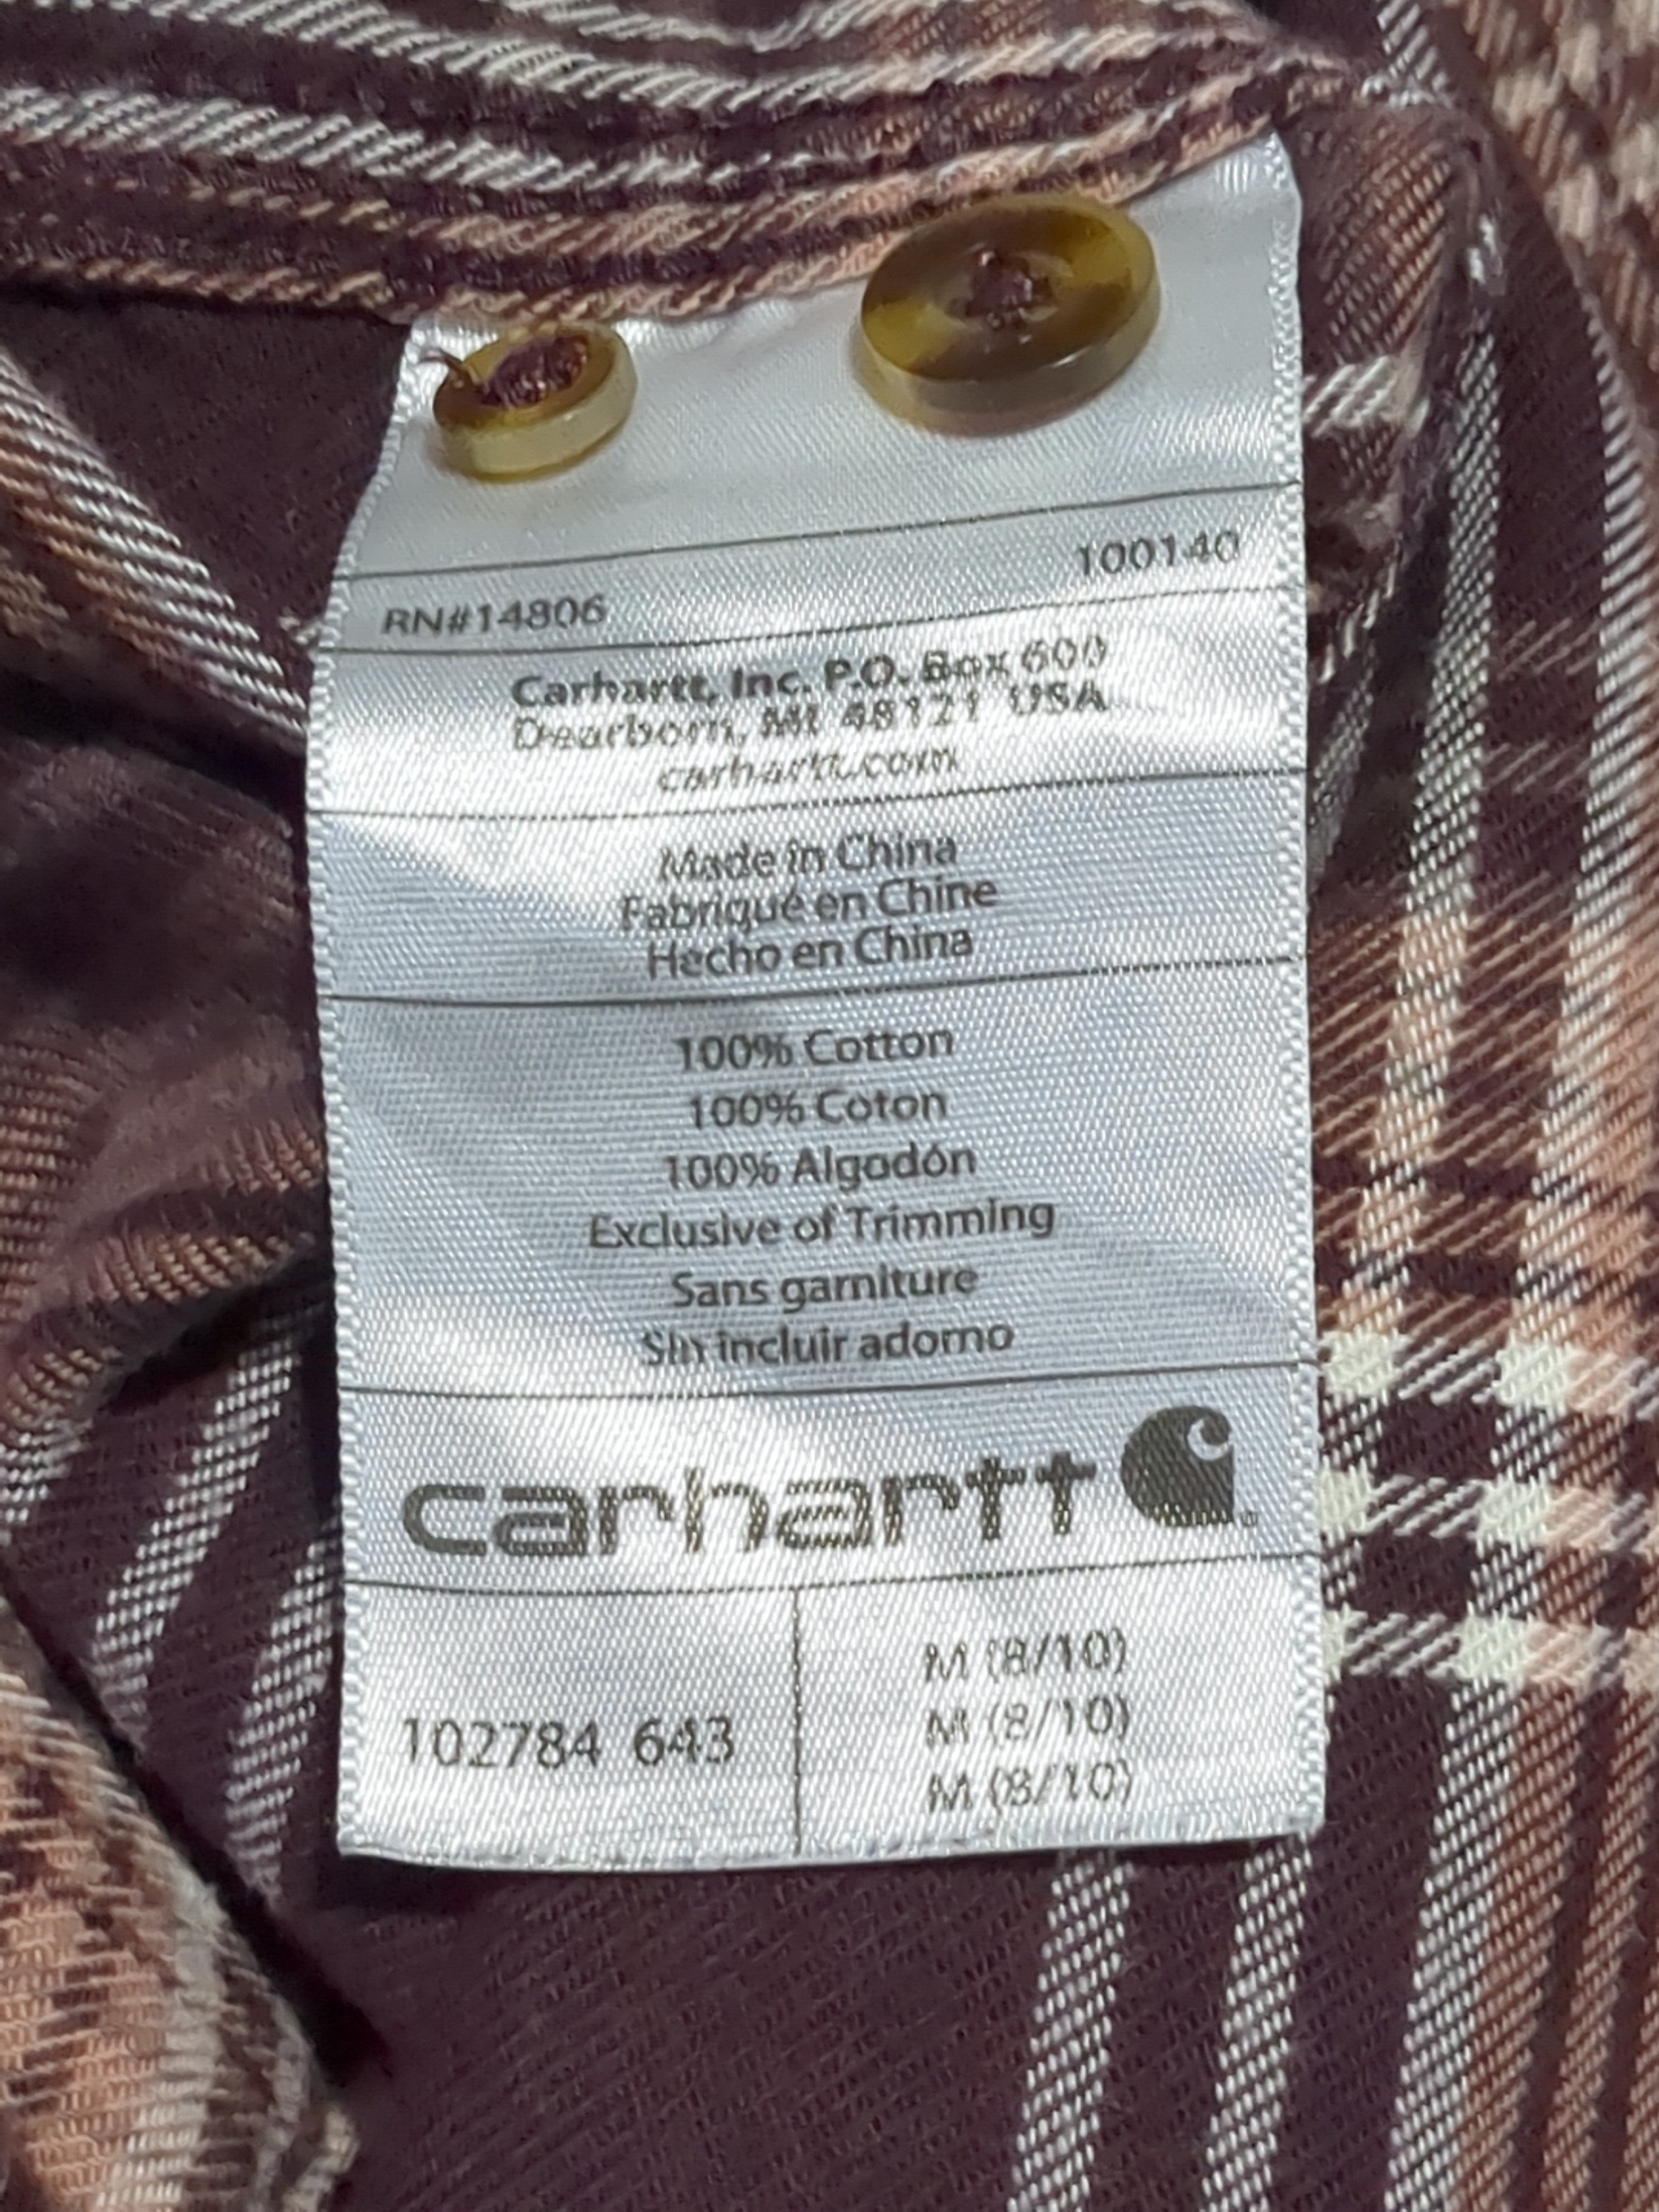 100140
RN#14806
Carhartt, Inc. P.O. Box 600
Dearborn, MI 48121 USA
carhartt.com
Made in China
Fabriqué en Chine
Hecho en China
100% Cotton
100% Coton
100% Algodón
Exclusive of Trimming
Sans garniture
Sin incluir adorno
carhartt
102784 643
M (8/10)
M (8/10)
M (8/10)